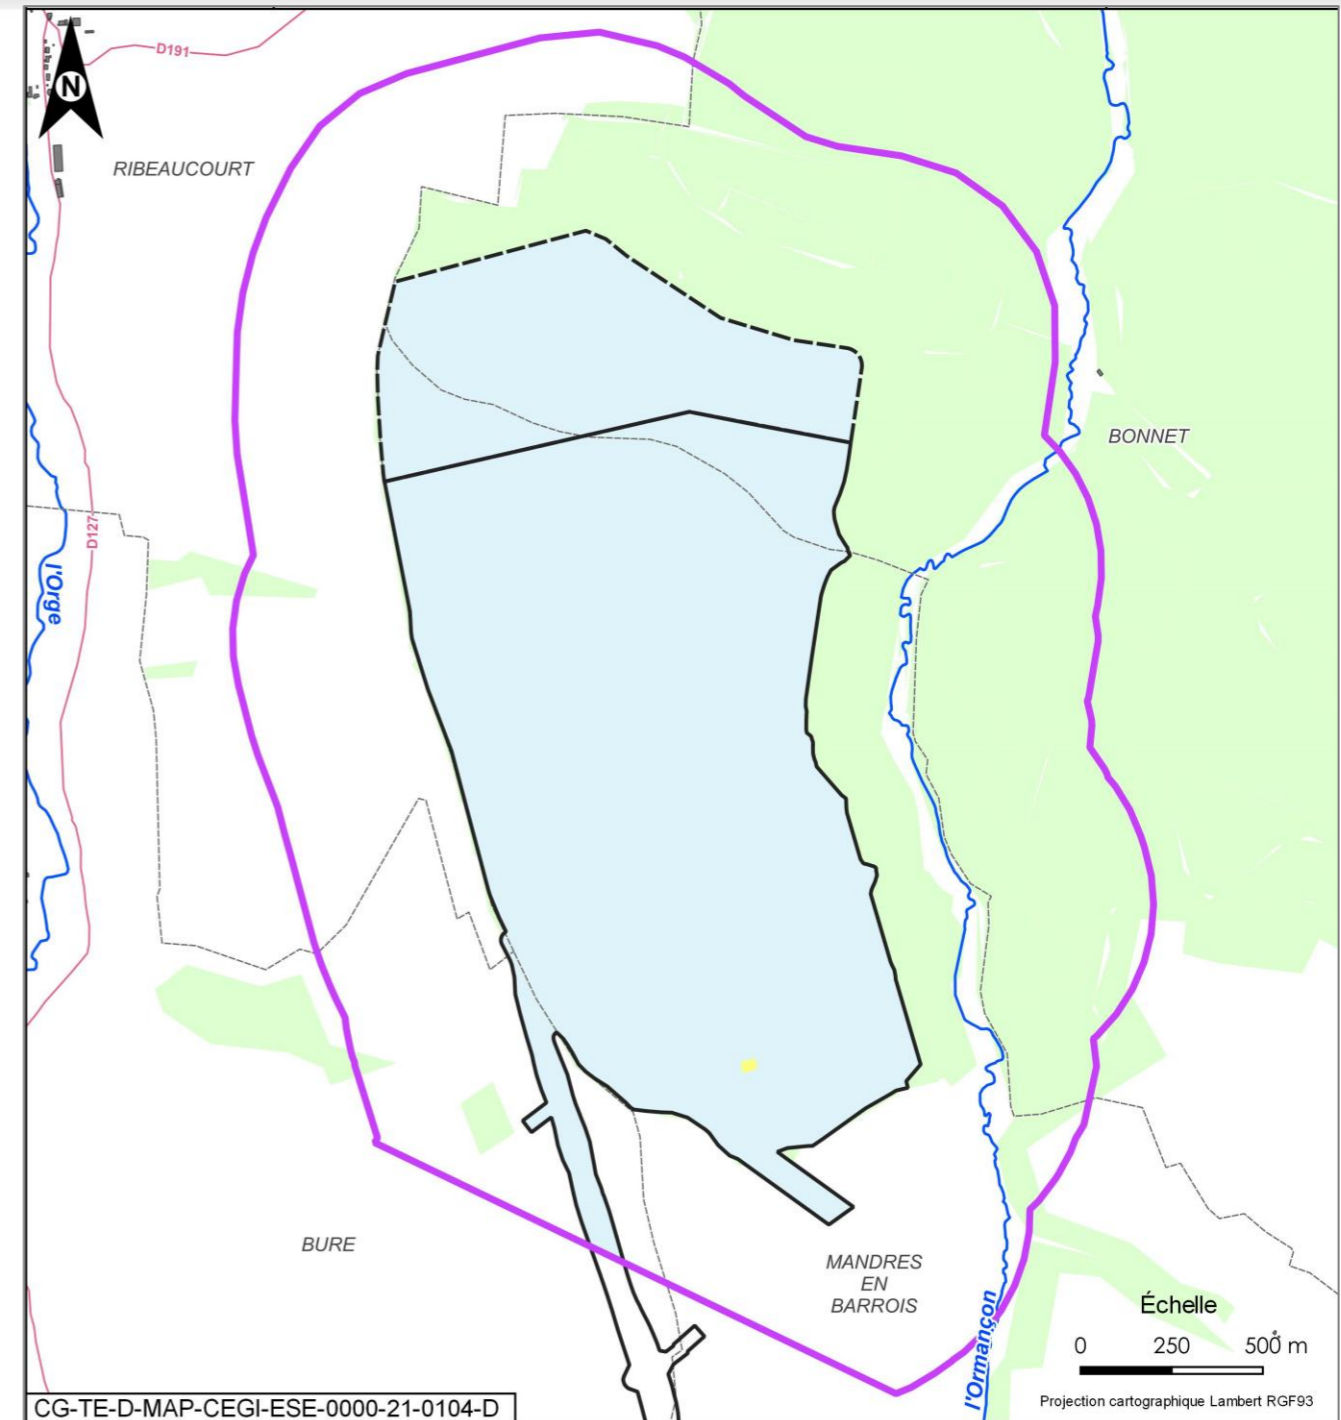 D191
N
RIBEAUCOURT
BONNET
D127
l'Orge
BURE
MANDRES
EN
BARROIS
l'Ormançon
Échelle
0 250 500 m
Projection cartographique Lambert RGF93
CG-TE-D-MAP-CEGI-ESE-0000-21-0104-D